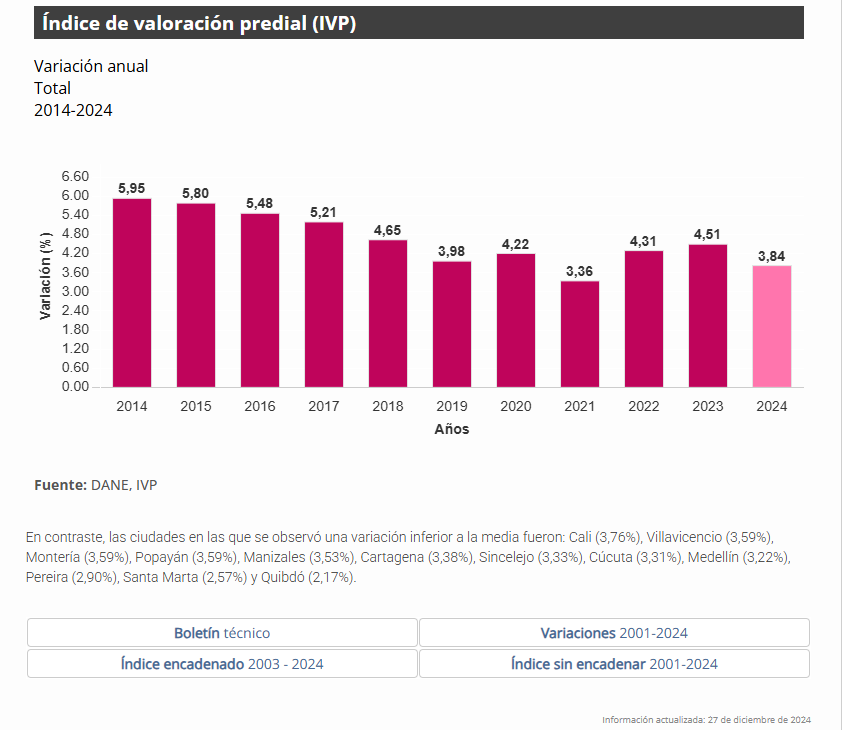 Índice de valoración predial (IVP)
Variación anual
Total
2014-2024
Variación (%)
6.60
6.00
5.40
4.80
4.20
3.60
3.00
2.40
1.80
1.20
0.60
0.00
5,95
5,80
5,48
5,21
4,65
3,98
4,22
3,36
4,31
4,51
3,84
2014 2015 2016 2017 2018 2019 2020 2021 2022 2023 2024
Años
Fuente: DANE, IVP
En contraste, las ciudades en las que se observó una variación inferior a la media fueron: Cali (3,76%), Villavicencio (3,59%),
Montería (3,59%), Popayán (3,59%), Manizales (3,53%), Cartagena (3,38%), Sincelejo (3,33%), Cúcuta (3,31%), Medellín (3,22%),
Pereira (2,90%), Santa Marta (2,57%) y Quibdó (2,17%).
Boletín técnico
Variaciones 2001-2024
Índice encadenado 2003 - 2024
Índice sin encadenar 2001-2024
Información actualizada: 27 de diciembre de 2024